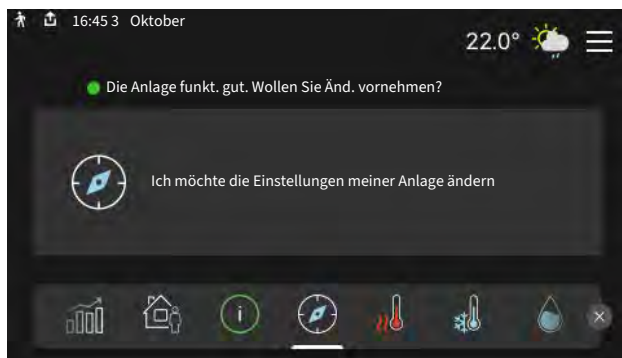 16:45 3 Oktober
22.0°
Die Anlage funkt. gut. Wollen Sie Änd. vornehmen?
Ich möchte die Einstellungen meiner Anlage ändern
i